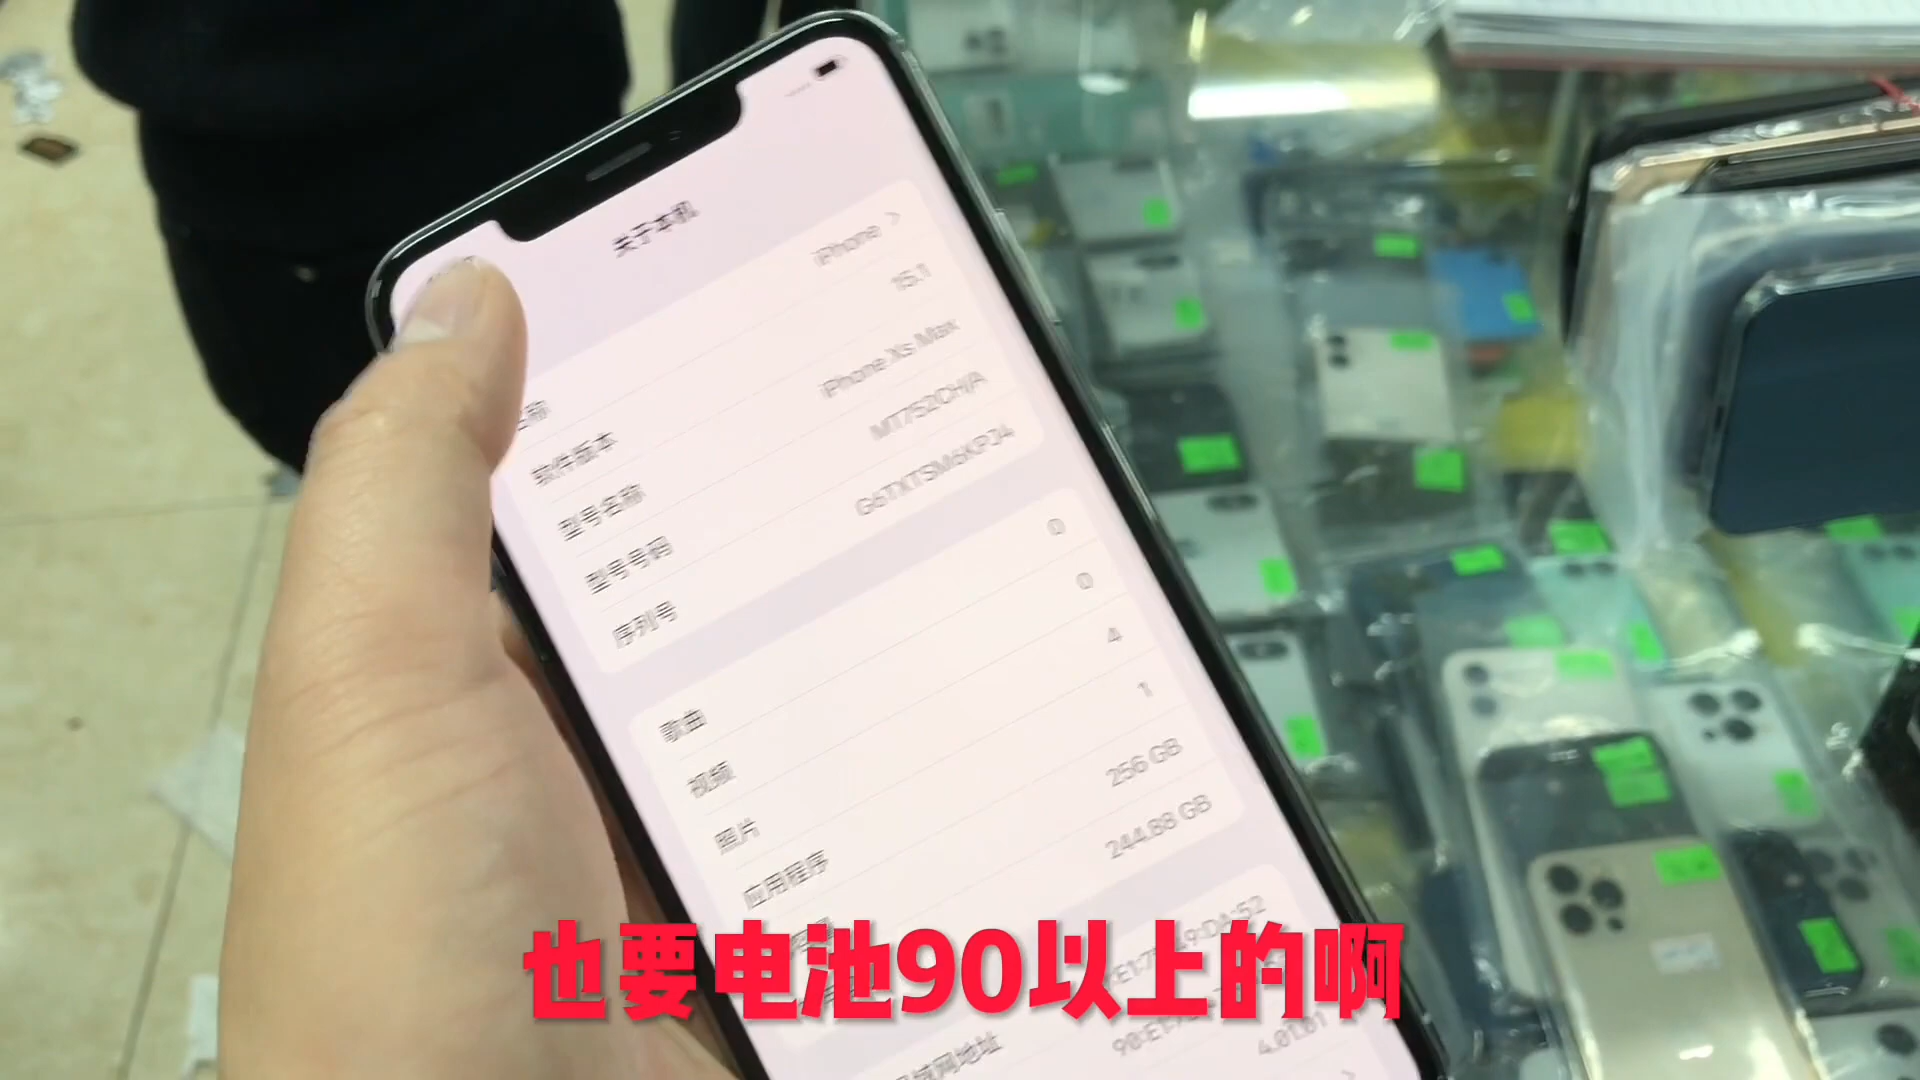 关于本机
iPhone
15.1
软件版本
iPhone Xs Max
型号名称
MT752CH/A
型号号码
G6TXTSM6KPJ4
序列号
歌曲 0
视频 0
照片 4
应用程序 1
256 GB
244.88 GB
也要电池90以上的啊